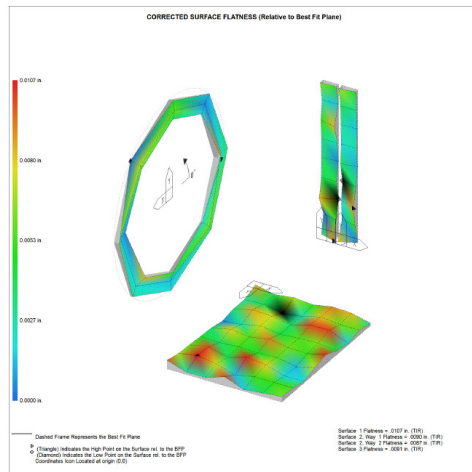 CORRECTED SURFACE FLATNESS (Relative to Best Fit Plane)
0.0107 in.
0.0080 in.
0.0053 in.
0.0027 in.
0.0000 in.
Dashed Frame Represents the Best Fit Plane
(Triangle) Indicates the High Point on the Surface rel. to the BFP
(Diamond) Indicates the Low Point on the Surface rel. to the BFP
Coordinates Icon Located at origin (0,0)
Surface 1 Flatness = .0107 in. (TIR)
Surface 2, Way 1 Flatness = .0090 in. (TIR)
Surface 2, Way 2 Flatness = .0087 in. (TIR)
Surface 3 Flatness = .0091 in. (TIR)